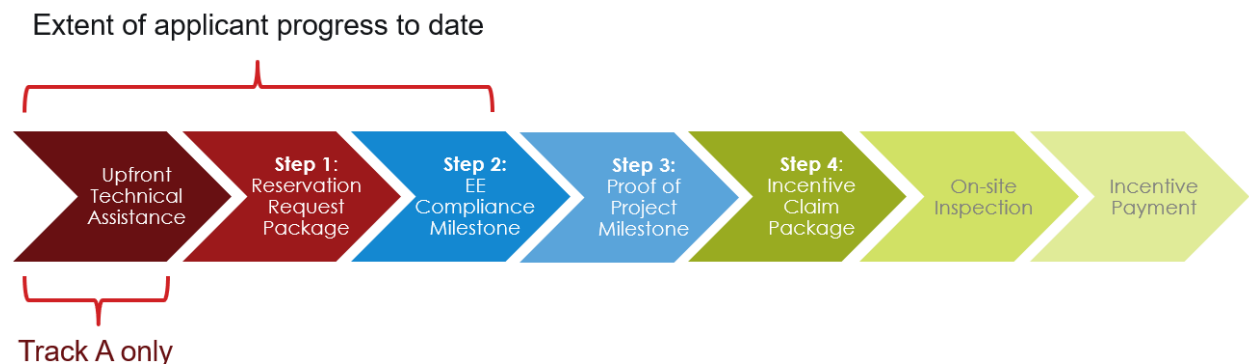 Extent of applicant progress to date
Upfront
Technical
Assistance
Step 1:
Reservation
Request
Package
Step 2:
EE
Compliance
Milestone
Step 3:
Proof of
Project
Milestone
Step 4:
Incentive
Claim
Package
On-site
Inspection
Incentive
Payment
Track A only